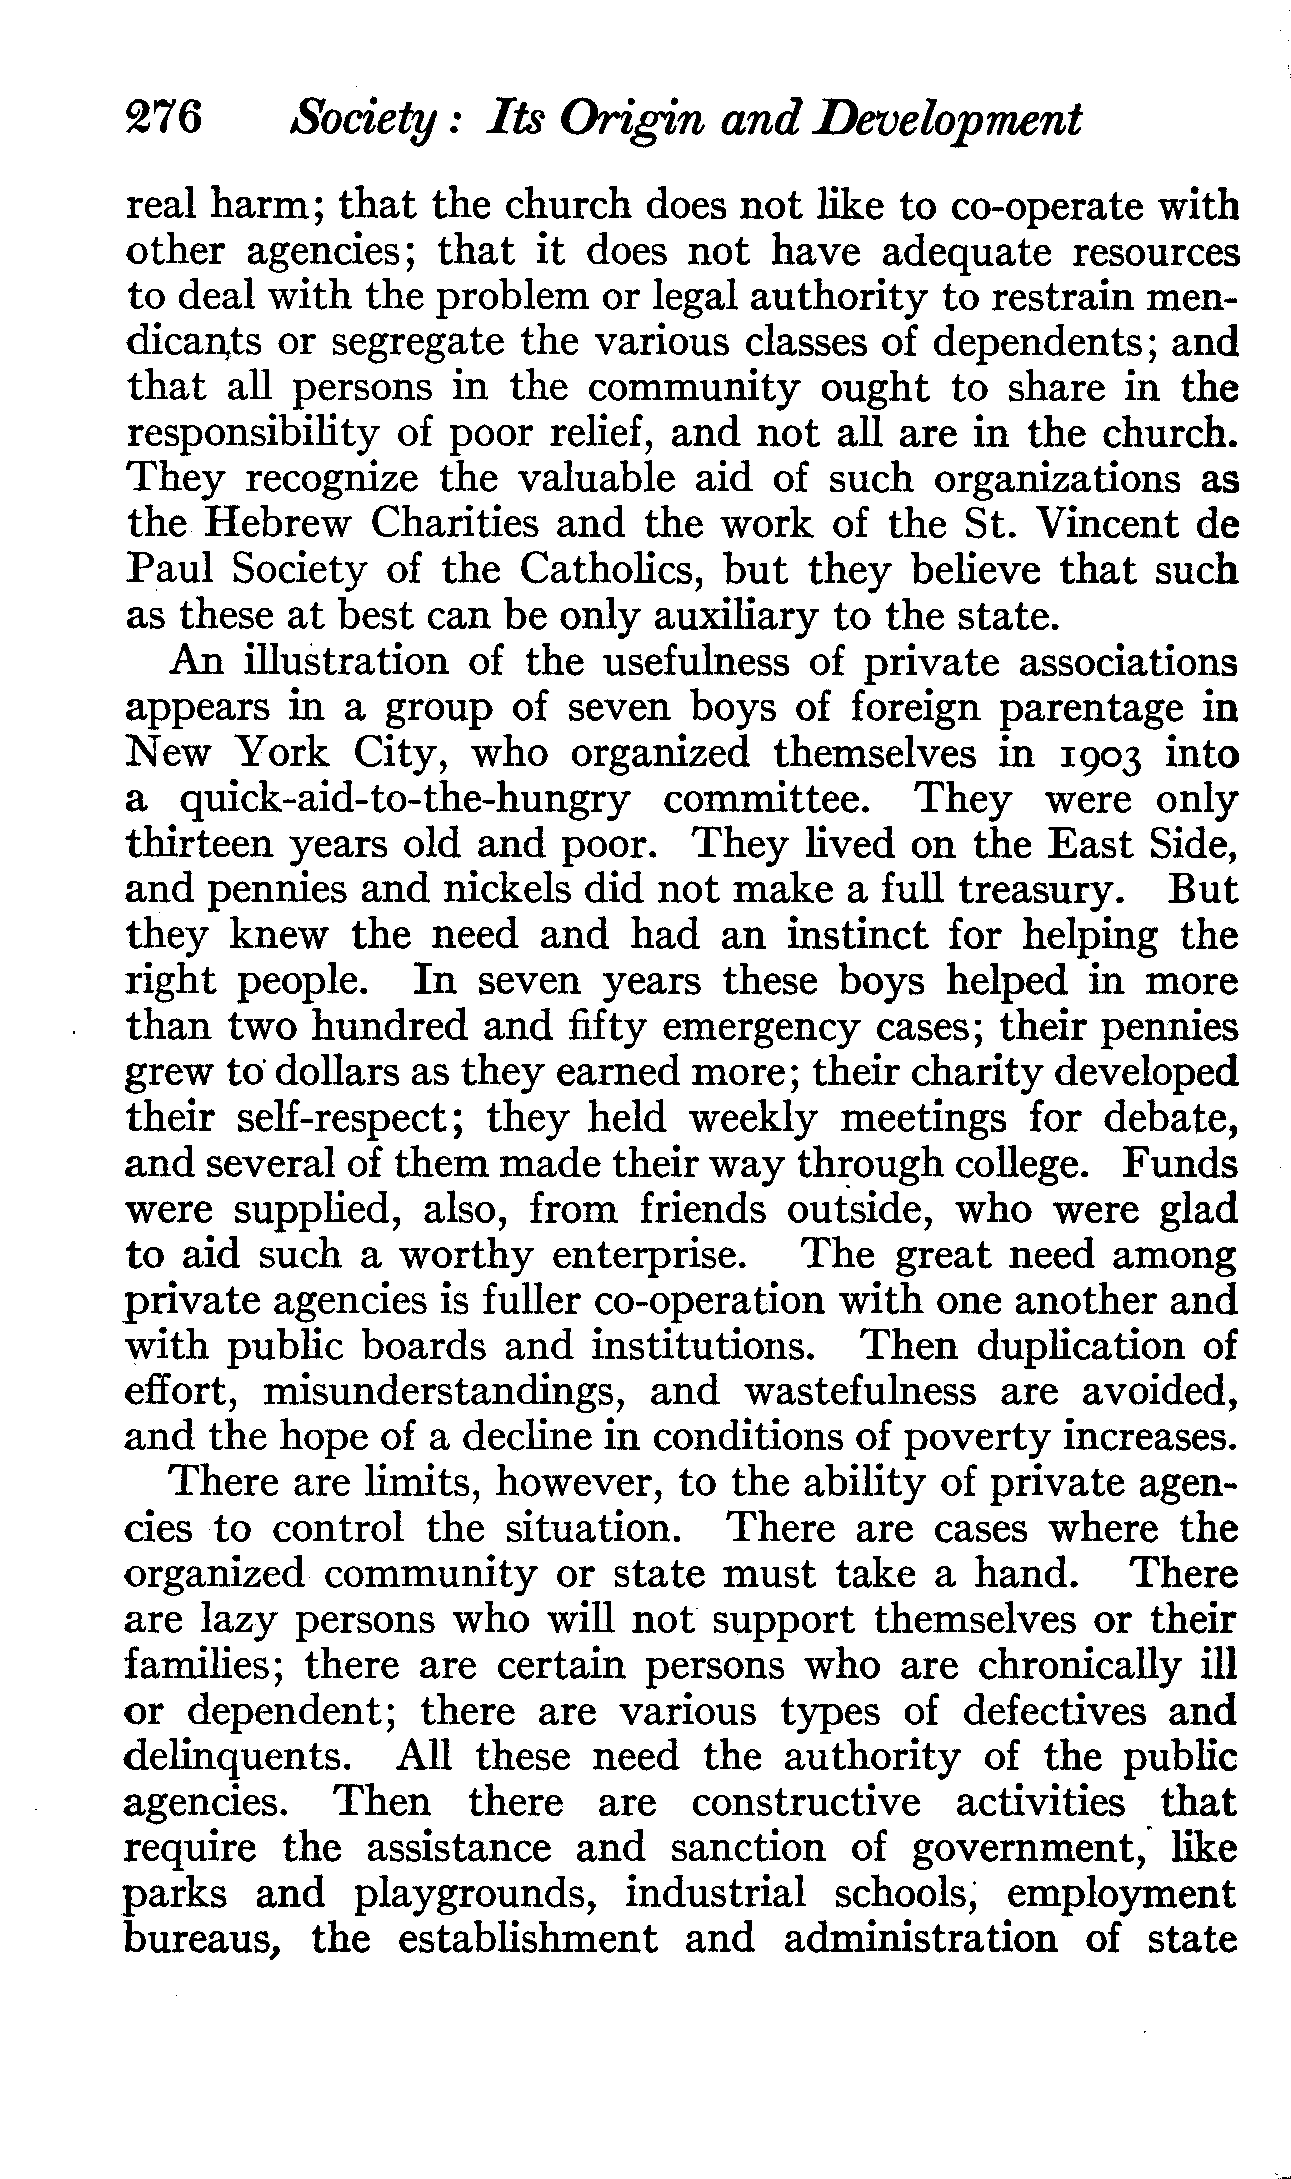 276 Society: Its Origin and Development
real harm; that the church does not like to co-operate with
other agencies; that it does not have adequate resources
to deal with the problem or legal authority to restrain men-
dicants or segregate the various classes of dependents; and
that all persons in the community ought to share in the
responsibility of poor relief, and not all are in the church.
They recognize the valuable aid of such organizations as
the Hebrew Charities and the work of the St. Vincent de
Paul Society of the Catholics, but they believe that such
as these at best can be only auxiliary to the state.
An illustration of the usefulness of private associations
appears in a group of seven boys of foreign parentage in
New York City, who organized themselves in 1903 into
a quick-aid-to-the-hungry committee. They were only
thirteen years old and poor. They lived on the East Side,
and pennies and nickels did not make a full treasury. But
they knew the need and had an instinct for helping the
right people. In seven years these boys helped in more
than two hundred and fifty emergency cases; their pennies
grew to dollars as they earned more; their charity developed
their self-respect; they held weekly meetings for debate,
and several of them made their way through college. Funds
were supplied, also, from friends outside, who were glad
to aid such a worthy enterprise. The great need among
private agencies is fuller co-operation with one another and
with public boards and institutions. Then duplication of
effort, misunderstandings, and wastefulness are avoided,
and the hope of a decline in conditions of poverty increases.
There are limits, however, to the ability of private agen-
cies to control the situation. There are cases where the
organized community or state must take a hand. There
are lazy persons who will not support themselves or their
families; there are certain persons who are chronically ill
or dependent; there are various types of defectives and
delinquents. All these need the authority of the public
agencies. Then there are constructive activities that
require the assistance and sanction of government, like
parks and playgrounds, industrial schools, employment
bureaus, the establishment and administration of state